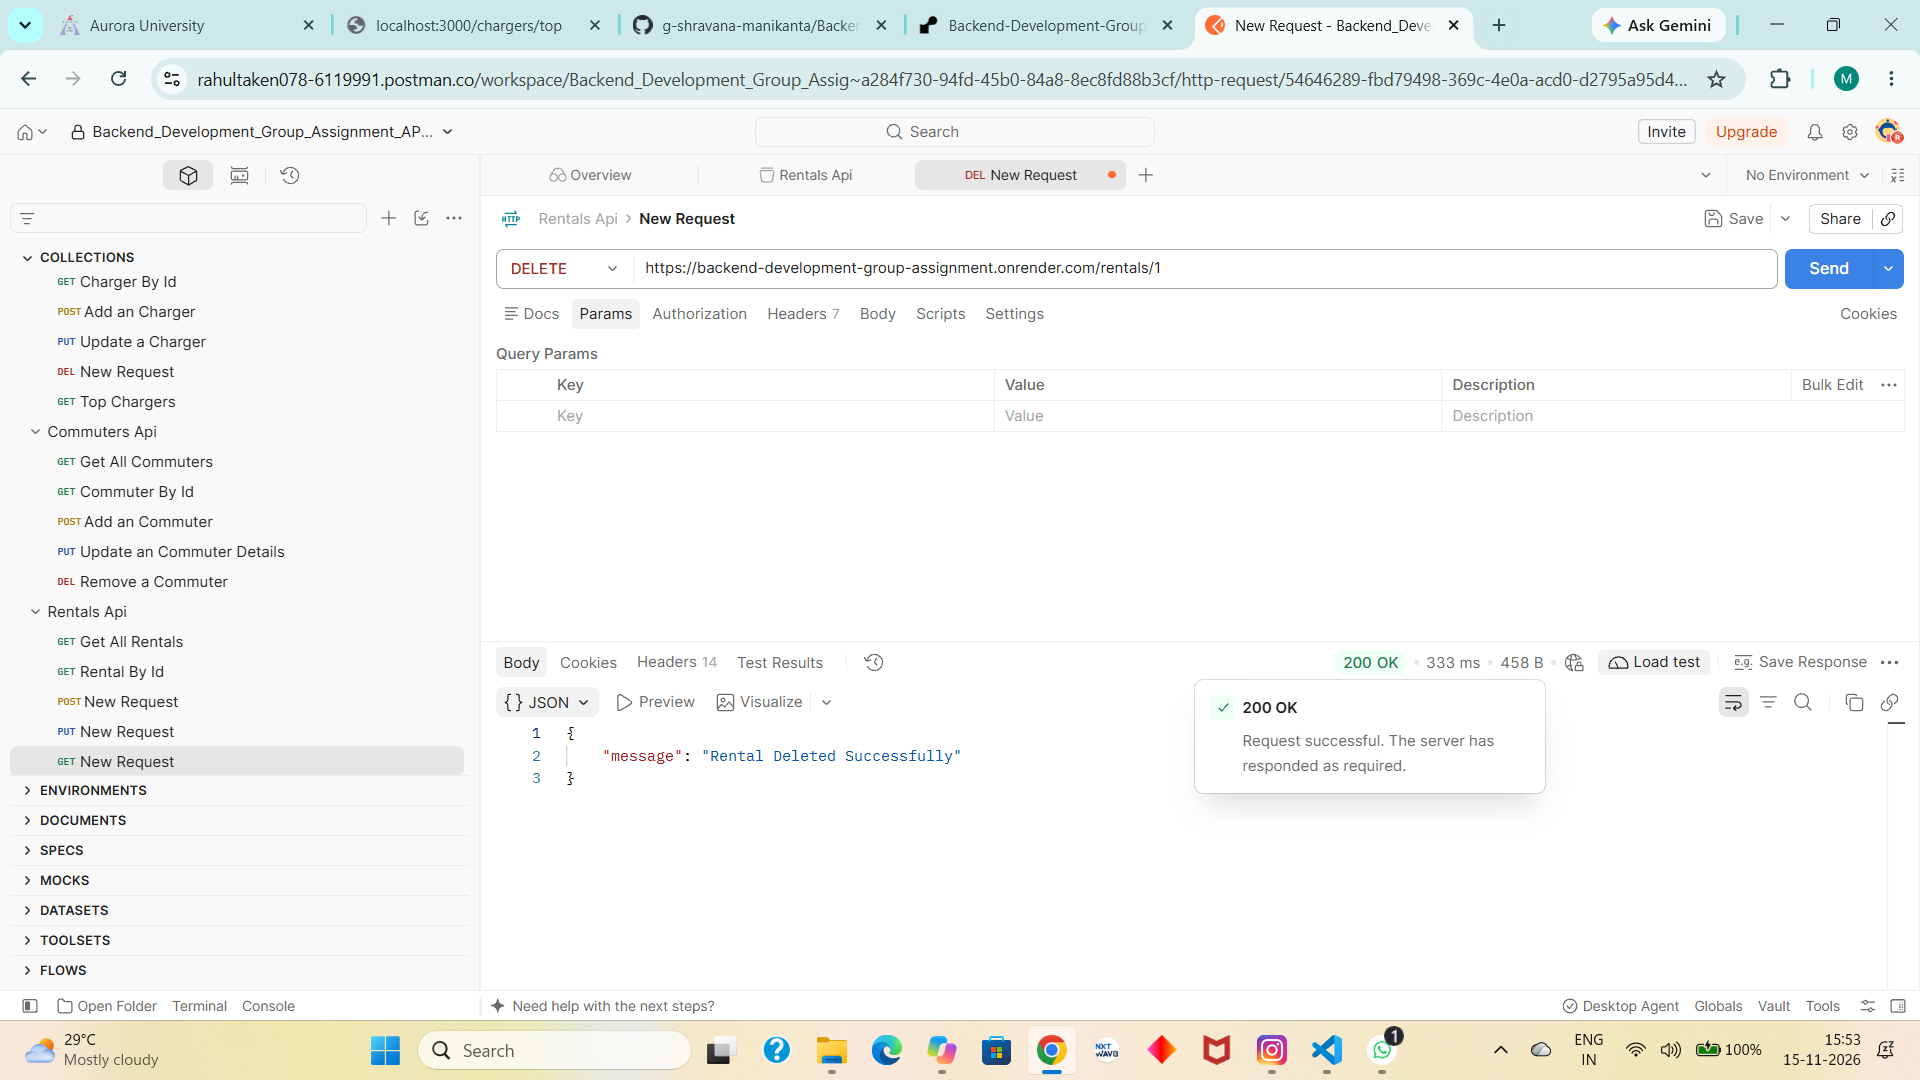 Aurora University
localhost:3000/chargers/top
g-shravana-manikanta/Backen
Backend-Development-Group
New Request - Backend_Deve
Ask Gemini
rahultaken078-6119991.postman.co/workspace/Backend_Development_Group_Assig~a284f730-94fd-45b0-84a8-8ec8fd88b3cf/http-request/54646289-fbd79498-369c-4e0a-acd0-d2795a95d4...
M
Backend_Development_Group_Assignment_AP...
Search
Invite
Upgrade
R
Overview
Rentals Api
DEL New Request
No Environment
HTTP
Rentals Api > New Request
Save
Share
COLLECTIONS
GET Charger By Id
POST Add an Charger
PUT Update a Charger
DEL New Request
GET Top Chargers
Commuters Api
GET Get All Commuters
GET Commuter By Id
POST Add an Commuter
PUT Update an Commuter Details
DEL Remove a Commuter
Rentals Api
GET Get All Rentals
GET Rental By Id
POST New Request
PUT New Request
GET New Request
ENVIRONMENTS
DOCUMENTS
SPECS
MOCKS
DATASETS
TOOLSETS
FLOWS
DELETE
https://backend-development-group-assignment.onrender.com/rentals/1
Send
Docs
Params
Authorization
Headers 7
Body
Scripts
Settings
Cookies
Query Params
Key Value Description Bulk Edit
Key Value Description
Body
Cookies
Headers 14
Test Results
200 OK • 333 ms • 458 B
Load test
e.g. Save Response
{} JSON
Preview
Visualize
1 {
2 "message": "Rental Deleted Successfully"
3 }
200 OK
Request successful. The server has
responded as required.
Open Folder
Terminal
Console
Need help with the next steps?
Desktop Agent
Globals
Vault
Tools
29°C
Mostly cloudy
Search
NXT
WAVE
1
ENG
IN
100%
15:53
15-11-2026